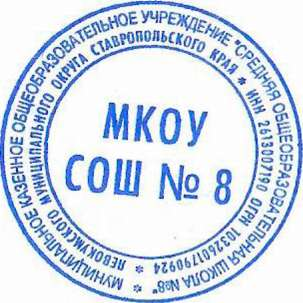 МУНИЦИПАЛЬНОЕ КАЗЕННОЕ ОБЩЕОБРАЗОВАТЕЛЬНОЕ УЧРЕЖДЕНИЕ "СРЕДНЯЯ ОБЩЕОБРАЗОВАТЕЛЬНАЯ ШКОЛА №8" *
ЛЕВОКУМСКОГО МУНИЦИПАЛЬНОГО ОКРУГА СТАВРОПОЛЬСКОГО КРАЯ * ИНН 2613007190 ОГРН 1032601790924 *
МКОУ
СОШ № 8